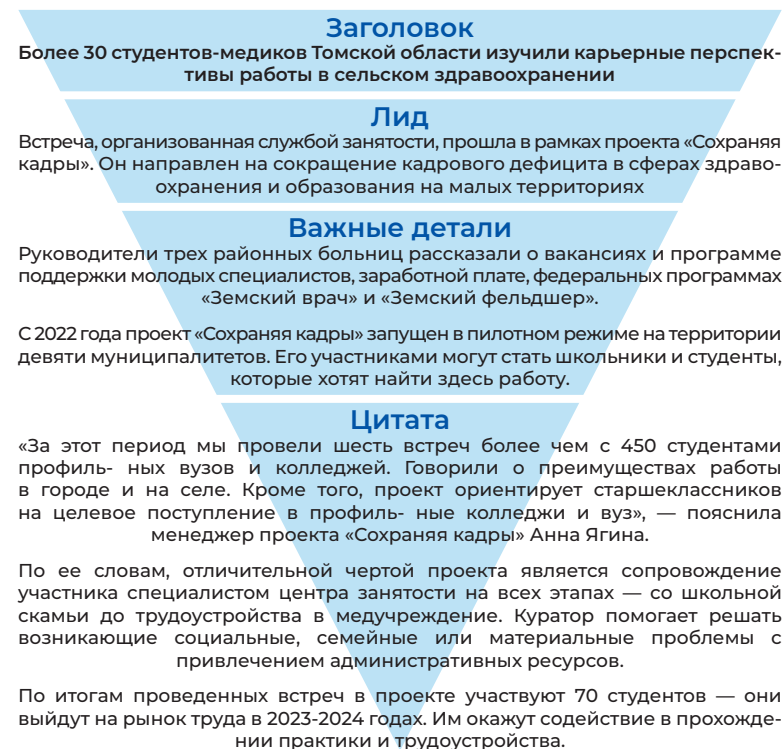 Заголовок
Более 30 студентов-медиков Томской области изучили карьерные перспек-
тивы работы в сельском здравоохранении
Лид
Встреча, организованная службой занятости, прошла в рамках проекта «Сохраняя
кадры». Он направлен на сокращение кадрового дефицита в сферах здраво-
охранения и образования на малых территориях
Важные детали
Руководители трех районных больниц рассказали о вакансиях и программе
поддержки молодых специалистов, заработной плате, федеральных программах
«Земский врач» и «Земский фельдшер».
С 2022 года проект «Сохраняя кадры» запущен в пилотном режиме на территории
девяти муниципалитетов. Его участниками могут стать школьники и студенты,
которые хотят найти здесь работу.
Цитата
«За этот период мы провели шесть встреч более чем с 450 студентами
профиль- ных вузов и колледжей. Говорили о преимуществах работы
в городе и на селе. Кроме того, проект ориентирует старшеклассников
на целевое поступление в профиль- ные колледжи и вуз», — пояснила
менеджер проекта «Сохраняя кадры» Анна Ягина.
По ее словам, отличительной чертой проекта является сопровождение
участника специалистом центра занятости на всех этапах — со школьной
скамьи до трудоустройства в медучреждение. Куратор помогает решать
возникающие социальные, семейные или материальные проблемы с
привлечением административных ресурсов.
По итогам проведенных встреч в проекте участвуют 70 студентов — они
выйдут на рынок труда в 2023-2024 годах. Им окажут содействие в прохожде-
нии практики и трудоустройства.